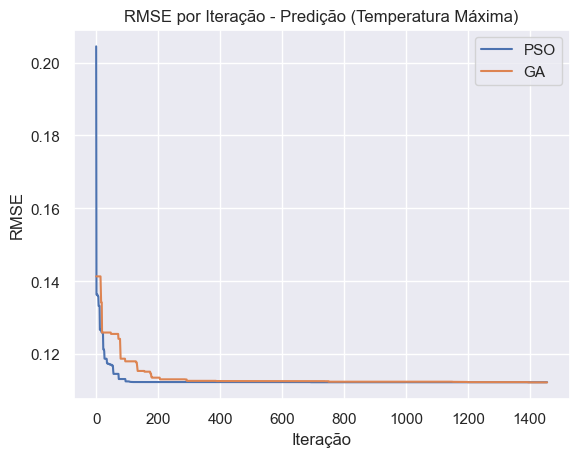 RMSE por Iteração - Predição (Temperatura Máxima)
PSO
GA
0.20
0.18
0.16
0.14
0.12
RMSE
0 200 400 600 800 1000 1200 1400
Iteração